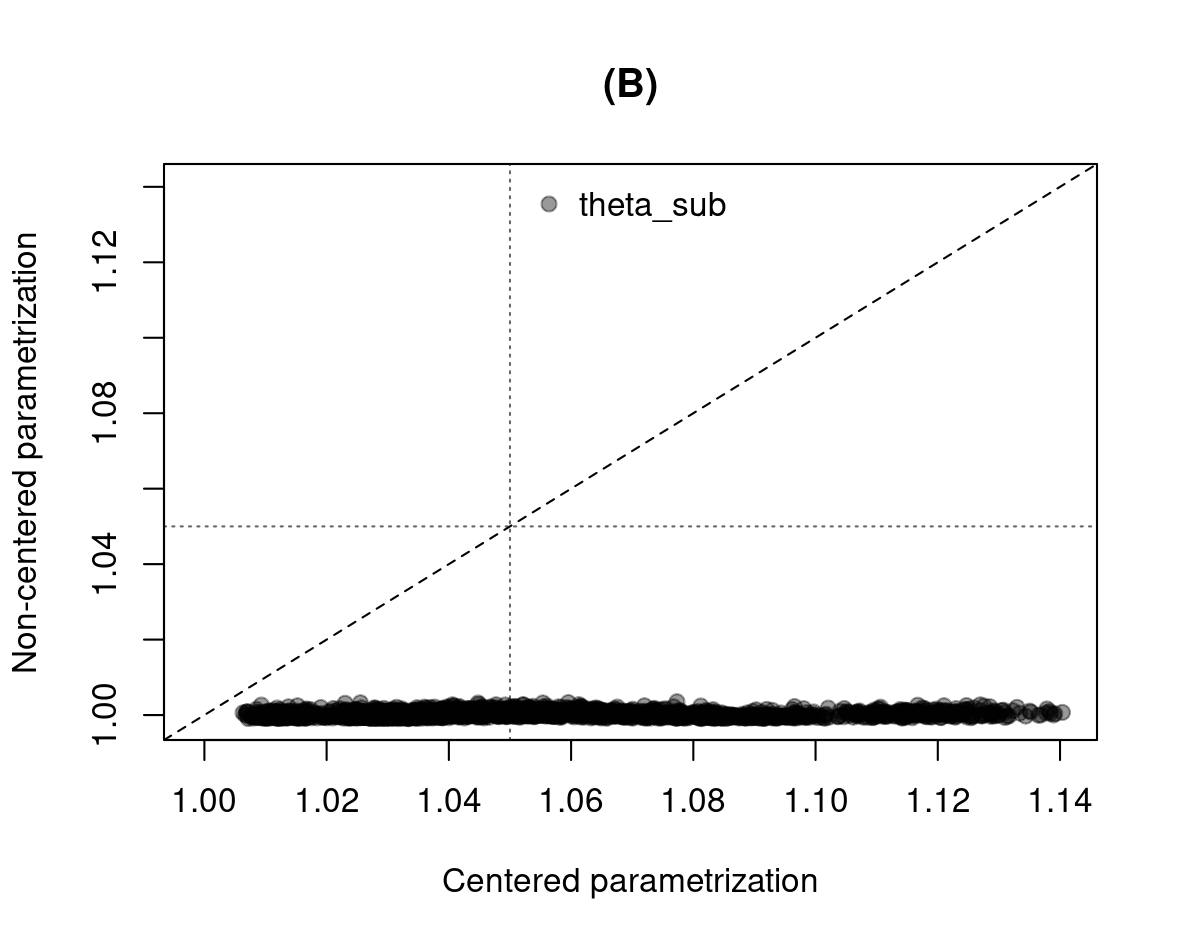 (B)
theta_sub
Non-centered parametrization
1.12
1.08
1.04
1.00
1.00 1.02 1.04 1.06 1.08 1.10 1.12 1.14
Centered parametrization